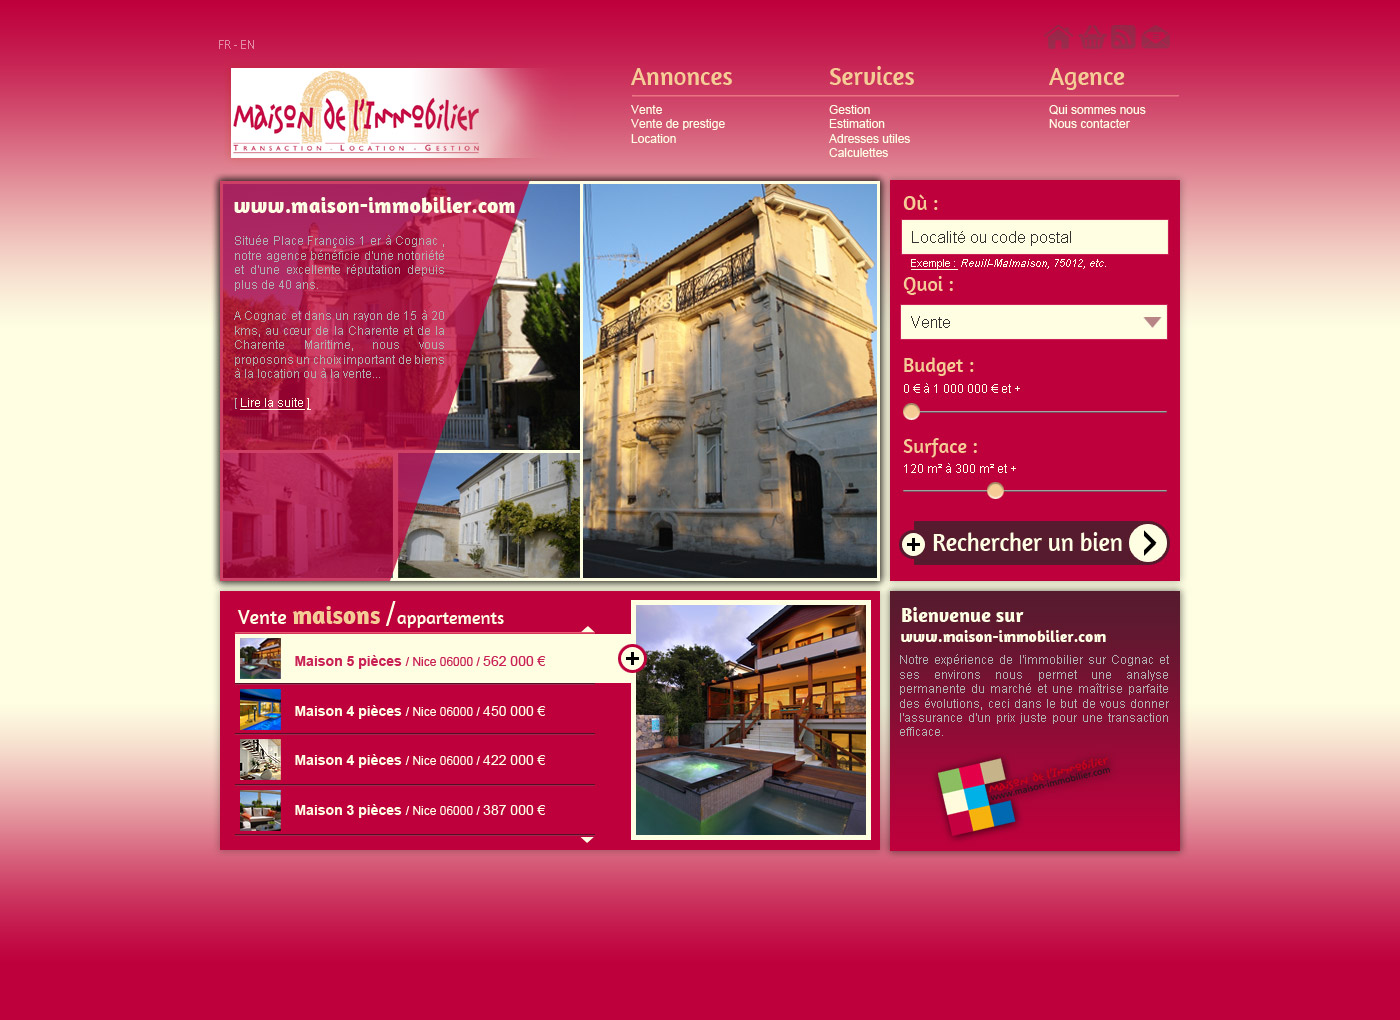 FR - EN
Maison de l'Immobilier
Transaction - Location - Gestion
Annonces
Vente
Vente de prestige
Location
Services
Gestion
Estimation
Adresses utiles
Calculettes
Agence
Qui sommes nous
Nous contacter
www.maison-immobilier.com
Située Place François 1 er à Cognac ,
notre agence bénéficie d'une notoriété
et d'une excellente réputation depuis
plus de 40 ans.
A Cognac et dans un rayon de 15 à 20
kms, au cœur de la Charente et de la
Charente Maritime, nous vous
proposons un choix important de biens
à la location ou à la vente...
[ Lire la suite ]
Où :
Localité ou code postal
Exemple : Reuill-Malmaison, 75012, etc.
Quoi :
Vente
Budget :
0 € à 1 000 000 € et +
Surface :
120 m² à 300 m² et +
Rechercher un bien
Vente maisons / appartements
Maison 5 pièces / Nice 06000 / 562 000 €
Maison 4 pièces / Nice 06000 / 450 000 €
Maison 4 pièces / Nice 06000 / 422 000 €
Maison 3 pièces / Nice 06000 / 387 000 €
Bienvenue sur
www.maison-immobilier.com
Notre expérience de l'immobilier sur Cognac et
ses environs nous permet une analyse
permanente du marché et une maîtrise parfaite
des évolutions, ceci dans le but de vous donner
l'assurance d'un prix juste pour une transaction
efficace.
Maison de l'Immobilier
www.maison-immobilier.com